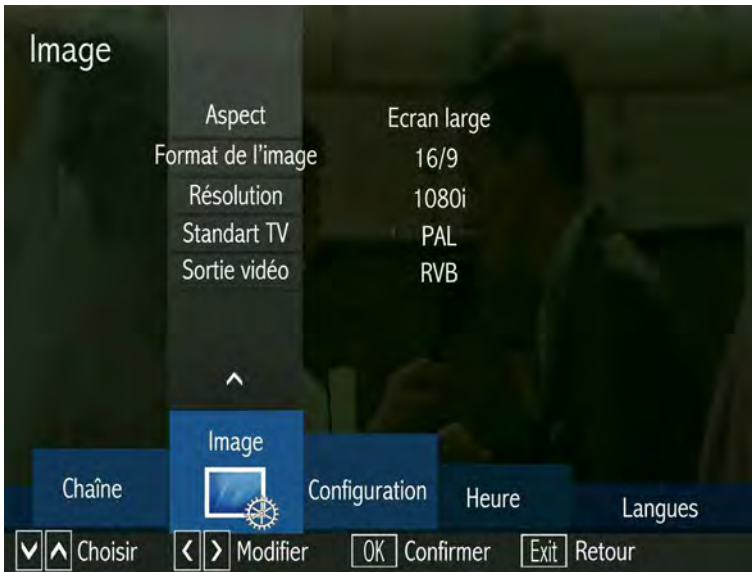 Image
Aspect Ecran large
Format de l'image 16/9
Résolution 1080i
Standart TV PAL
Sortie vidéo RVB
Image
Chaîne Configuration Heure Langues
Choisir Modifier OK Confirmer Exit Retour